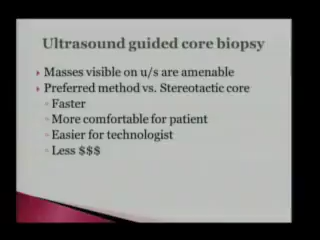 Ultrasound guided core biopsy
Masses visible on u/s are amenable
Preferred method vs. Stereotactic core
Faster
More comfortable for patient
Easier for technologist
Less $$$